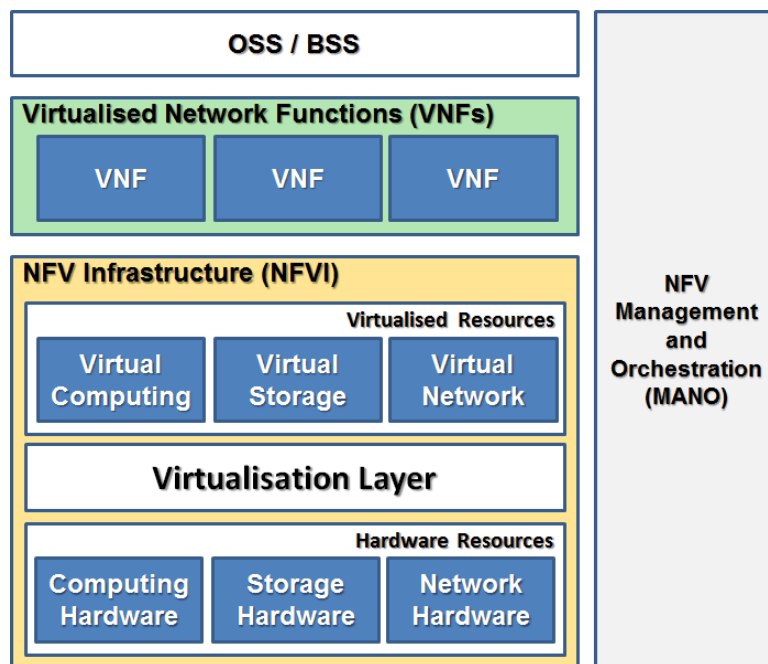 OSS / BSS
Virtualised Network Functions (VNFs)
VNF
VNF
VNF
NFV Infrastructure (NFVI)
Virtualised Resources
Virtual
Computing
Virtual
Storage
Virtual
Network
Virtualisation Layer
Hardware Resources
Computing
Hardware
Storage
Hardware
Network
Hardware
NFV
Management
and
Orchestration
(MANO)